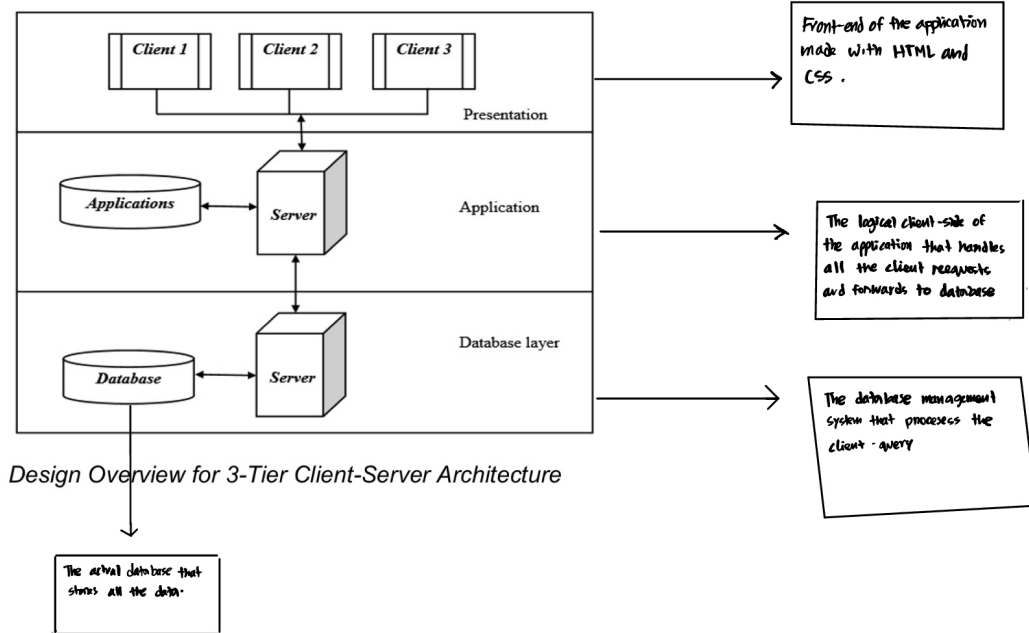 Client 1
Client 2
Client 3
Presentation
Front-end of the application
made with HTML and
CSS.
Applications
Server
Application
The logical client-side of
the application that handles
all the client reequests
and forwards to database
Database
Server
Database layer
The database management
system that procesess the
client-query
Design Overview for 3-Tier Client-Server Architecture
The actual database that
stores all the data.